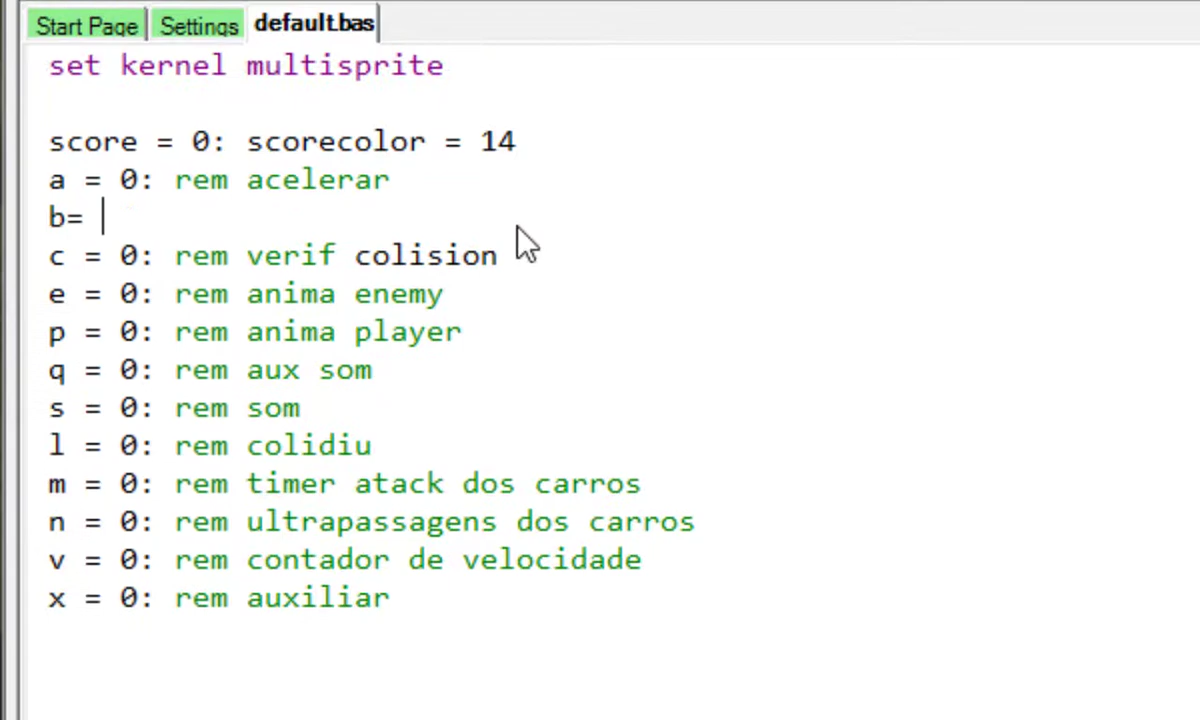 Start Page Settings default.bas
set kernel multisprite
score = 0: scorecolor = 14
a = 0: rem acelerar
b=
c = 0: rem verif colision
e = 0: rem anima enemy
p = 0: rem anima player
q = 0: rem aux som
s = 0: rem som
l = 0: rem colidiu
m = 0: rem timer atack dos carros
n = 0: rem ultrapassagens dos carros
v = 0: rem contador de velocidade
x = 0: rem auxiliar